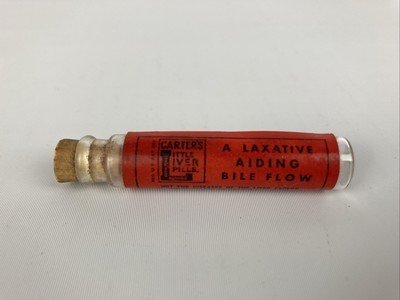 CARTER'S
LITTLE
LIVER
PILLS.
A LAXATIVE
AIDING
BILE FLOW